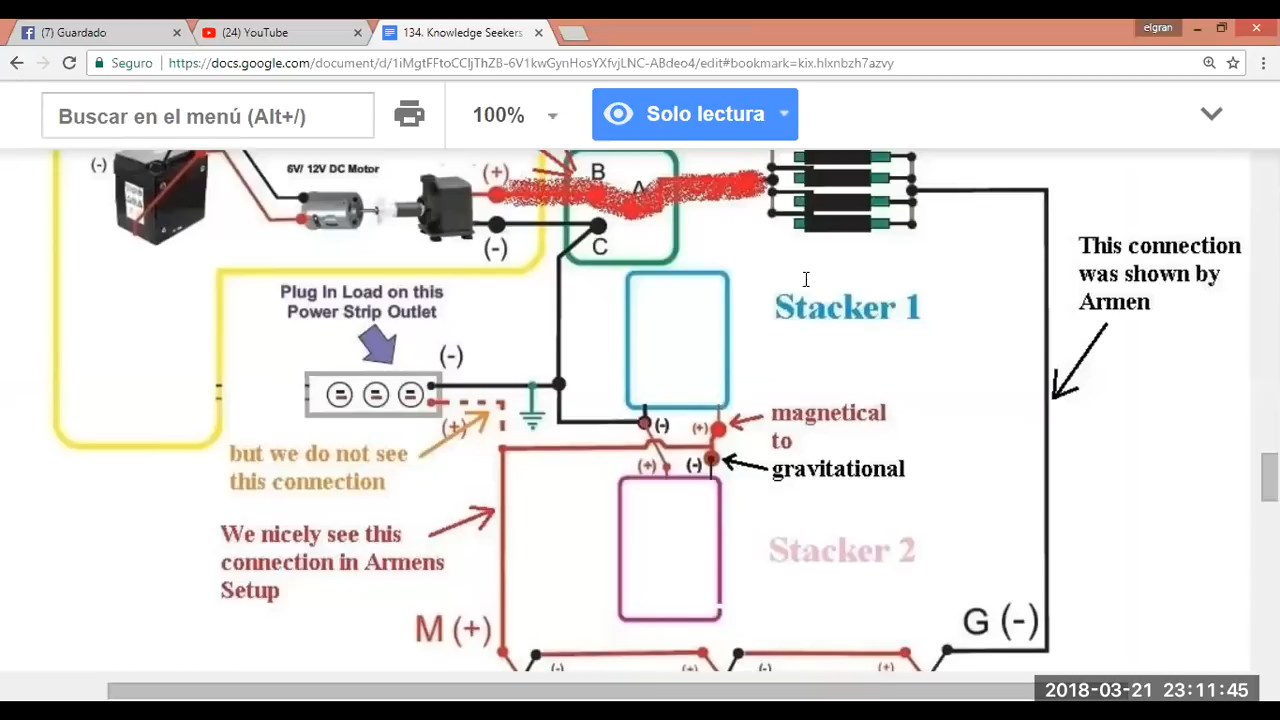 elgran
(7) Guardado
(24) YouTube
134. Knowledge Seekers
Seguro
https://docs.google.com/document/d/1iMgtFFtoCCljThZB-6V1kwGynHosYXfvjLNC-ABdeo4/edit#bookmark=kix.hlxnbzh7azvy
Buscar en el menú (Alt+/)
100%
Solo lectura
(-)
6V/ 12V DC Motor
(+)
B
A
(-)
C
This connection
was shown by
Armen
Plug In Load on this
Power Strip Outlet
Stacker 1
(-)
(+)
(-)
(+)
magnetical
to
gravitational
(+)
(-)
but we do not see
this connection
We nicely see this
connection in Armens
Setup
Stacker 2
M (+)
G (-)
(-)
(+)
(-)
(+)
2018-03-21 23:11:45